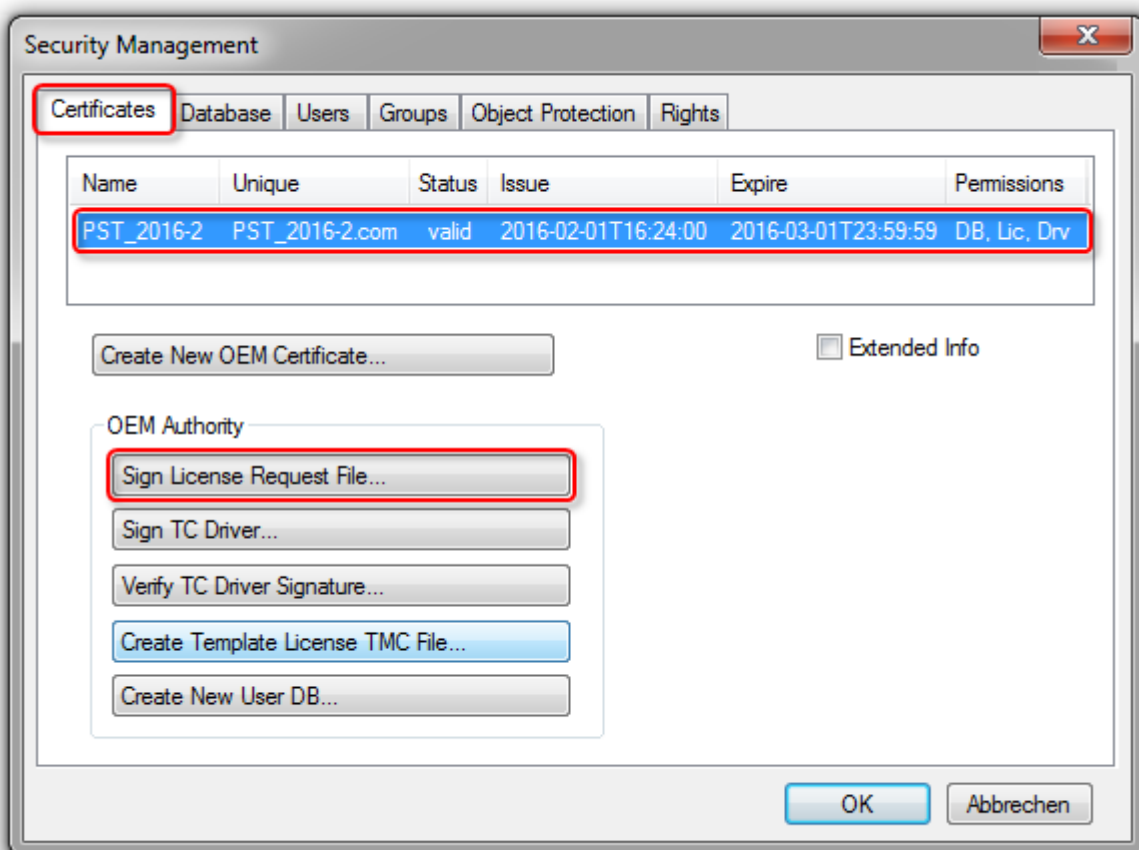 Security Management
Certificates Database Users Groups Object Protection Rights
Name Unique Status Issue Expire Permissions
PST_2016-2 PST_2016-2.com valid 2016-02-01T16:24:00 2016-03-01T23:59:59 DB, Lic, Drv
Create New OEM Certificate... Extended Info
OEM Authority
Sign License Request File...
Sign TC Driver...
Verify TC Driver Signature...
Create Template License TMC File...
Create New User DB...
OK Abbrechen